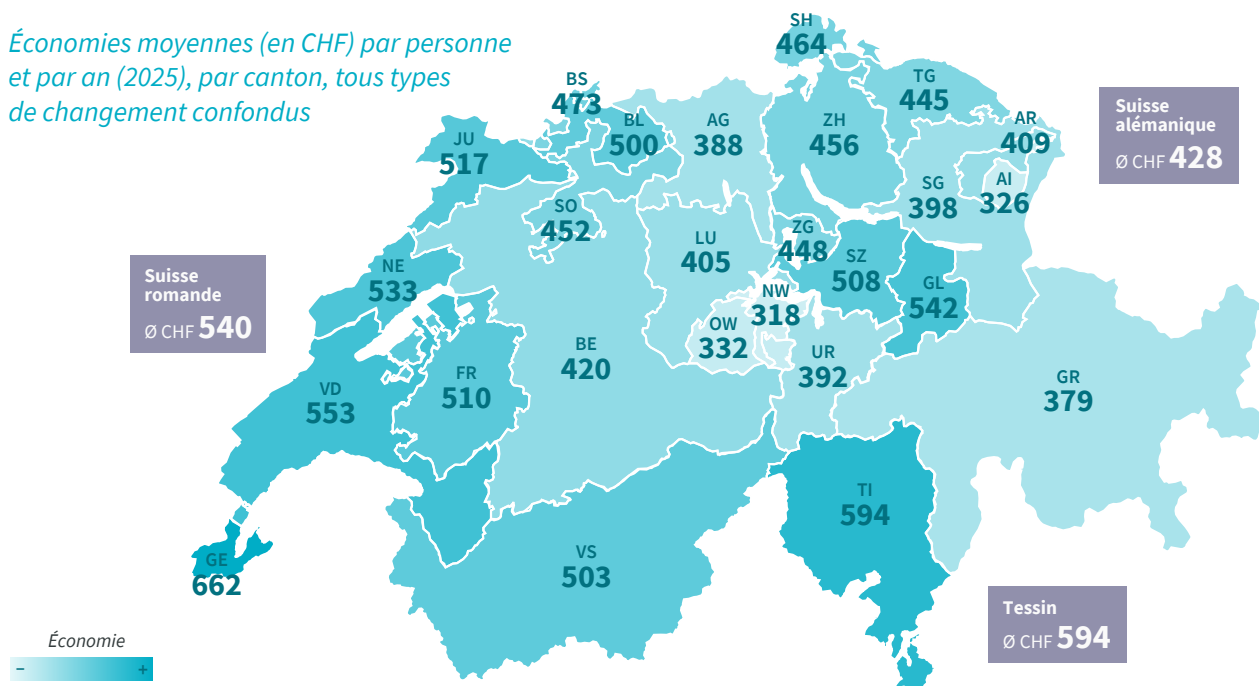 Économies moyennes (en CHF) par personne
et par an (2025), par canton, tous types
de changement confondus
SH
464
BS
473
TG
445
BL
500
AG
388
ZH
456
AR
409
JU
517
Suisse
alémanique
Ø CHF 428
SG
398
AI
326
SO
452
LU
405
ZG
448
SZ
508
NE
533
Suisse
romande
Ø CHF 540
GL
542
NW
318
OW
332
BE
420
UR
392
FR
510
VD
553
GR
379
TI
594
VS
503
GE
662
Tessin
Ø CHF 594
Économie
− +